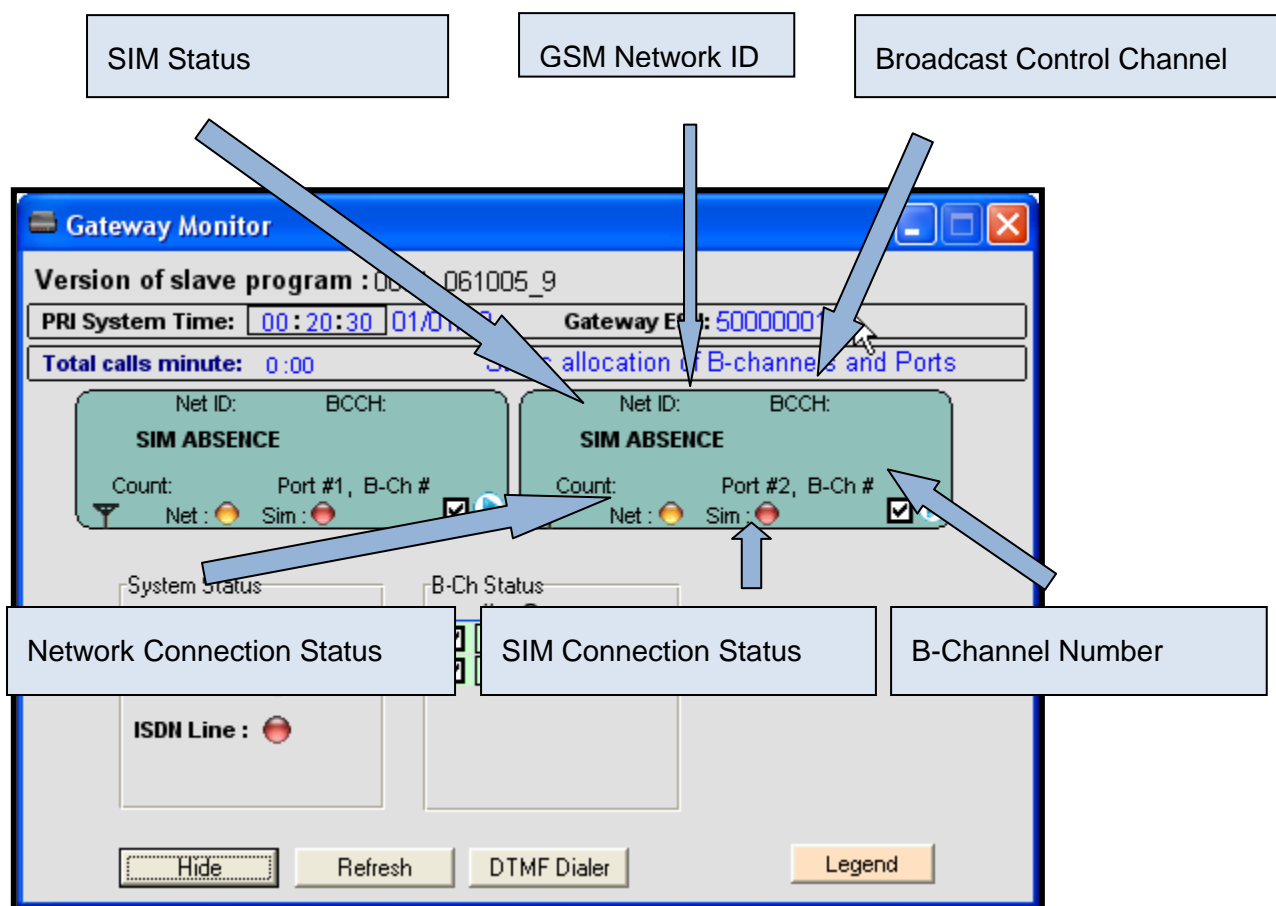 SIM Status
GSM Network ID
Broadcast Control Channel
Gateway Monitor
Version of slave program : 061005_9
PRI System Time: 00:20:30 Gateway 50000001
Total calls minute: 0:00 allocation of B-channels and Ports
Net ID: BCCH:
SIM ABSENCE
Count: Port #1, B-Ch #
Net : Sim :
Net ID: BCCH:
SIM ABSENCE
Count: Port #2, B-Ch #
Net : Sim :
System Status
B-Ch Status
Network Connection Status
SIM Connection Status
B-Channel Number
ISDN Line :
Hide
Refresh
DTMF Dialer
Legend